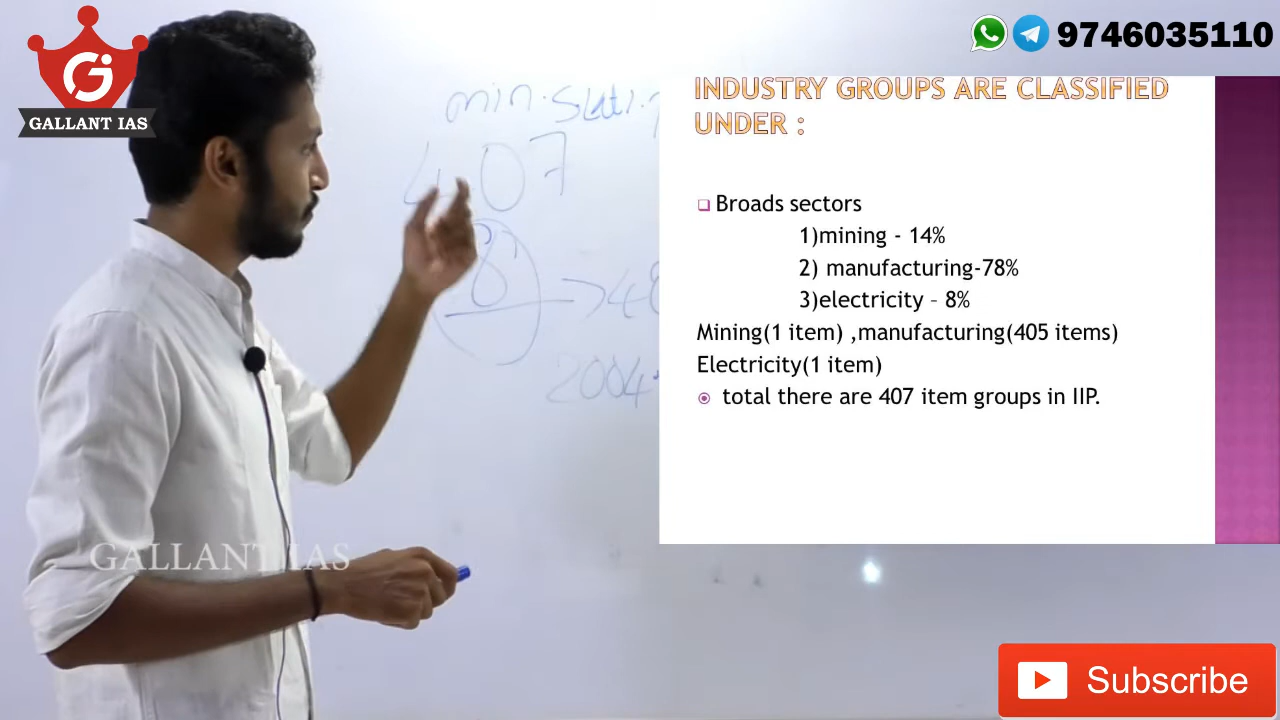 9746035110
GALLANT IAS
INDUSTRY GROUPS ARE CLASSIFIED
UNDER :
min.
407
8
2004
❑ Broads sectors
1)mining - 14%
2) manufacturing-78%
3)electricity – 8%
Mining(1 item) ,manufacturing(405 items)
Electricity(1 item)
total there are 407 item groups in IIP.
GALLANT IAS
Subscribe